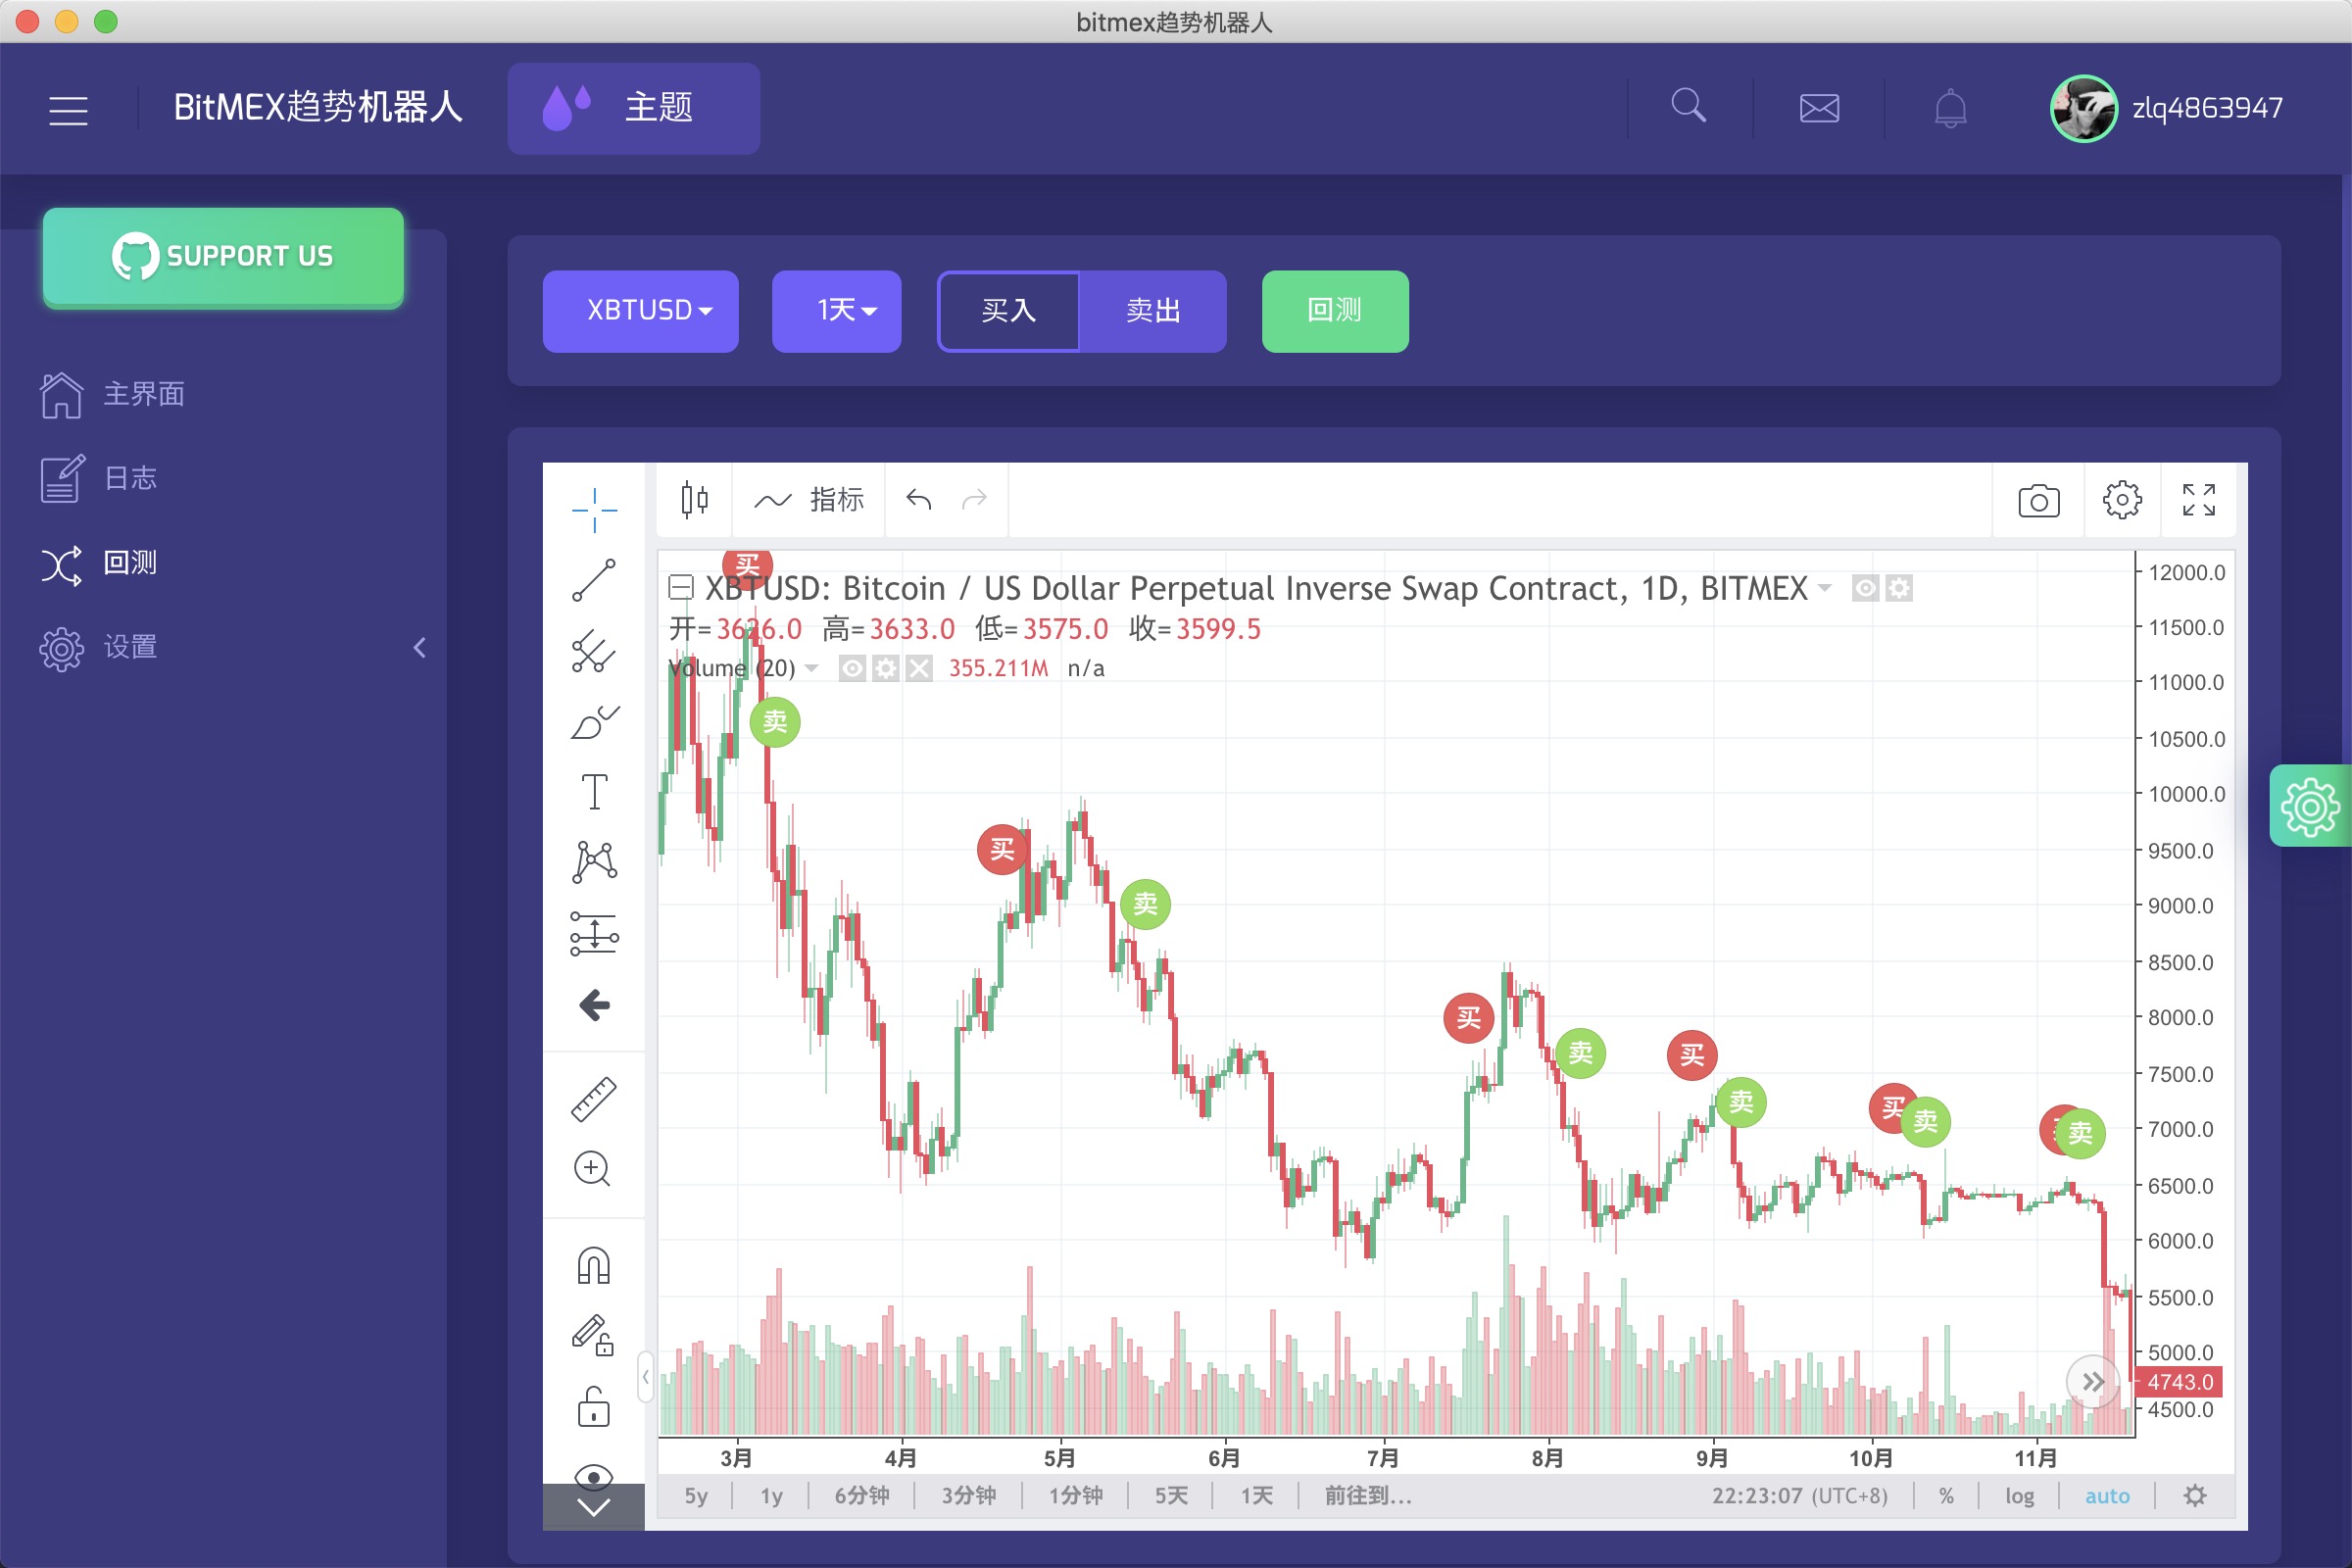 bitmex趋势机器人
BitMEX趋势机器人
主题
zlq4863947
SUPPORT US
主界面
日志
回测
设置
XBTUSD
1天
买入
卖出
回测
指标
买
XBTUSD: Bitcoin / US Dollar Perpetual Inverse Swap Contract, 1D, BITMEX
开=3626.0 高=3633.0 低=3575.0 收=3599.5
Volume (20) 355.211M n/a
卖
买
卖
买
卖
买
卖
买
卖
卖
12000.0
11500.0
11000.0
10500.0
10000.0
9500.0
9000.0
8500.0
8000.0
7500.0
7000.0
6500.0
6000.0
5500.0
5000.0
4743.0
4500.0
3月 4月 5月 6月 7月 8月 9月 10月 11月
5y 1y 6分钟 3分钟 1分钟 5天 1天 前往到... 22:23:07 (UTC+8) % log auto